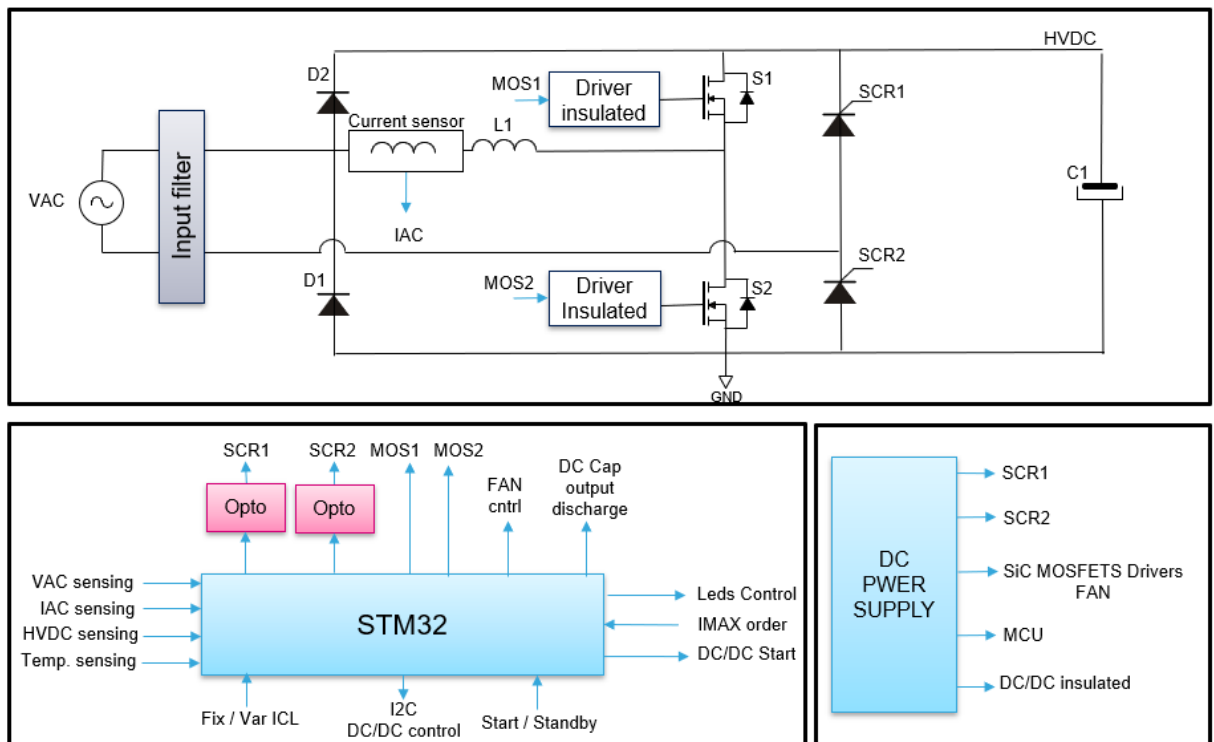 HVDC
D2
MOS1
Driver
insulated
S1
SCR1
Current sensor
L1
Input filter
VAC
IAC
C1
D1
MOS2
Driver
Insulated
S2
SCR2
GND
SCR1
SCR2
MOS1
MOS2
Opto
Opto
FAN
cntrl
DC Cap
output
discharge
VAC sensing
IAC sensing
HVDC sensing
Temp. sensing
STM32
Leds Control
IMAX order
DC/DC Start
Fix / Var ICL
I2C
DC/DC control
Start / Standby
DC
PWER
SUPPLY
SCR1
SCR2
SiC MOSFETS Drivers
FAN
MCU
DC/DC insulated